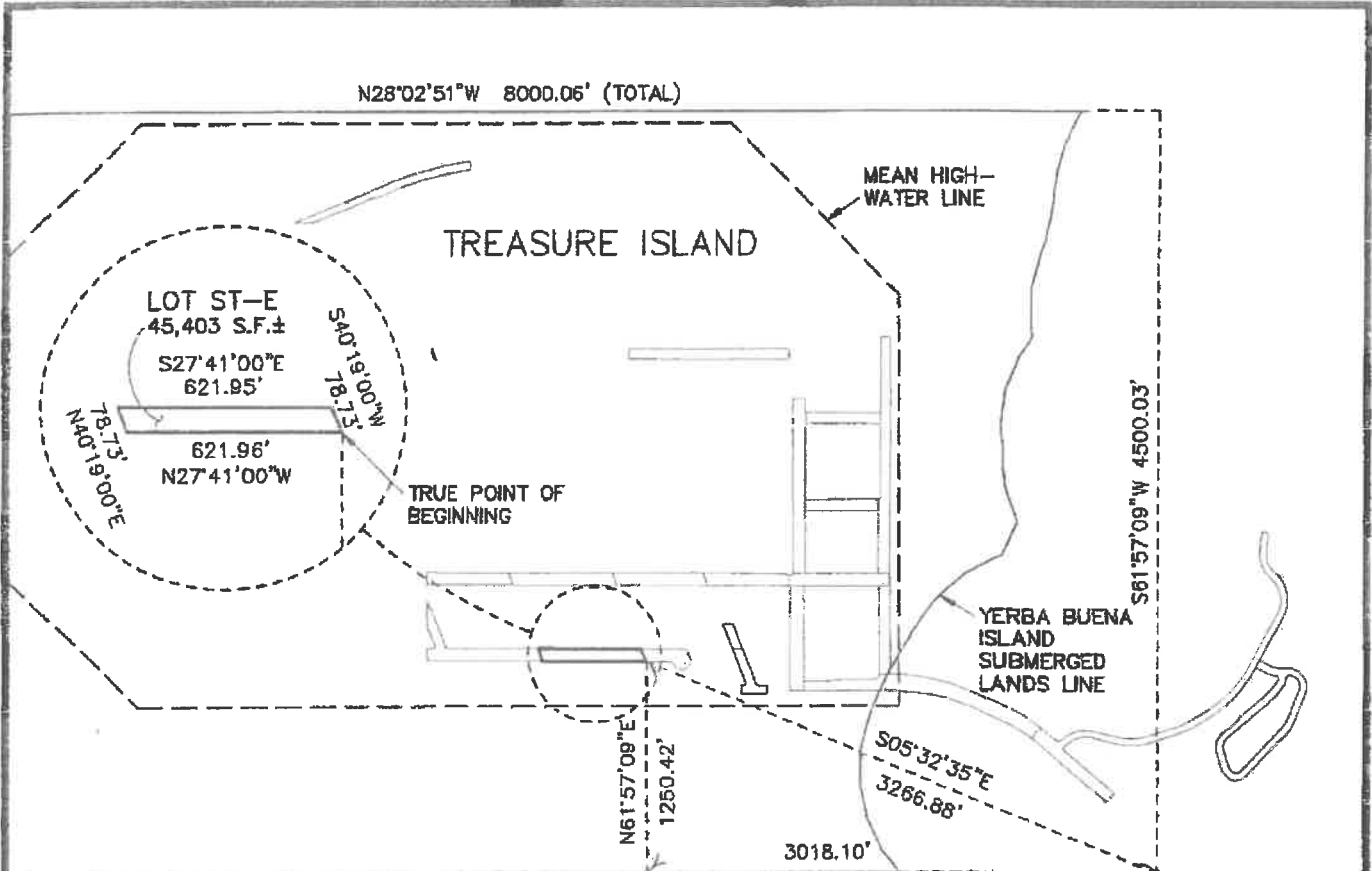 N28°02'51"W 8000.06' (TOTAL)
MEAN HIGH-
WATER LINE
TREASURE ISLAND
LOT ST-E
45,403 S.F.±
S27°41'00"E
621.95'
S40°19'00"W
78.73'
78.73'
N40°19'00"E
621.96'
N27°41'00"W
TRUE POINT OF
BEGINNING
S61°57'09"W 4500.03'
YERBA BUENA
ISLAND
SUBMERGED
LANDS LINE
N61°57'09"E
1250.42'
S05°32'35"E
3266.88'
3018.10'